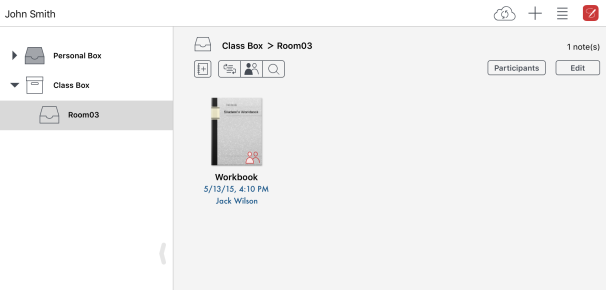 John Smith
Personal Box
Class Box
Room03
Class Box > Room03
1 note(s)
Participants
Edit
Workbook
5/13/15, 4:10 PM
Jack Wilson